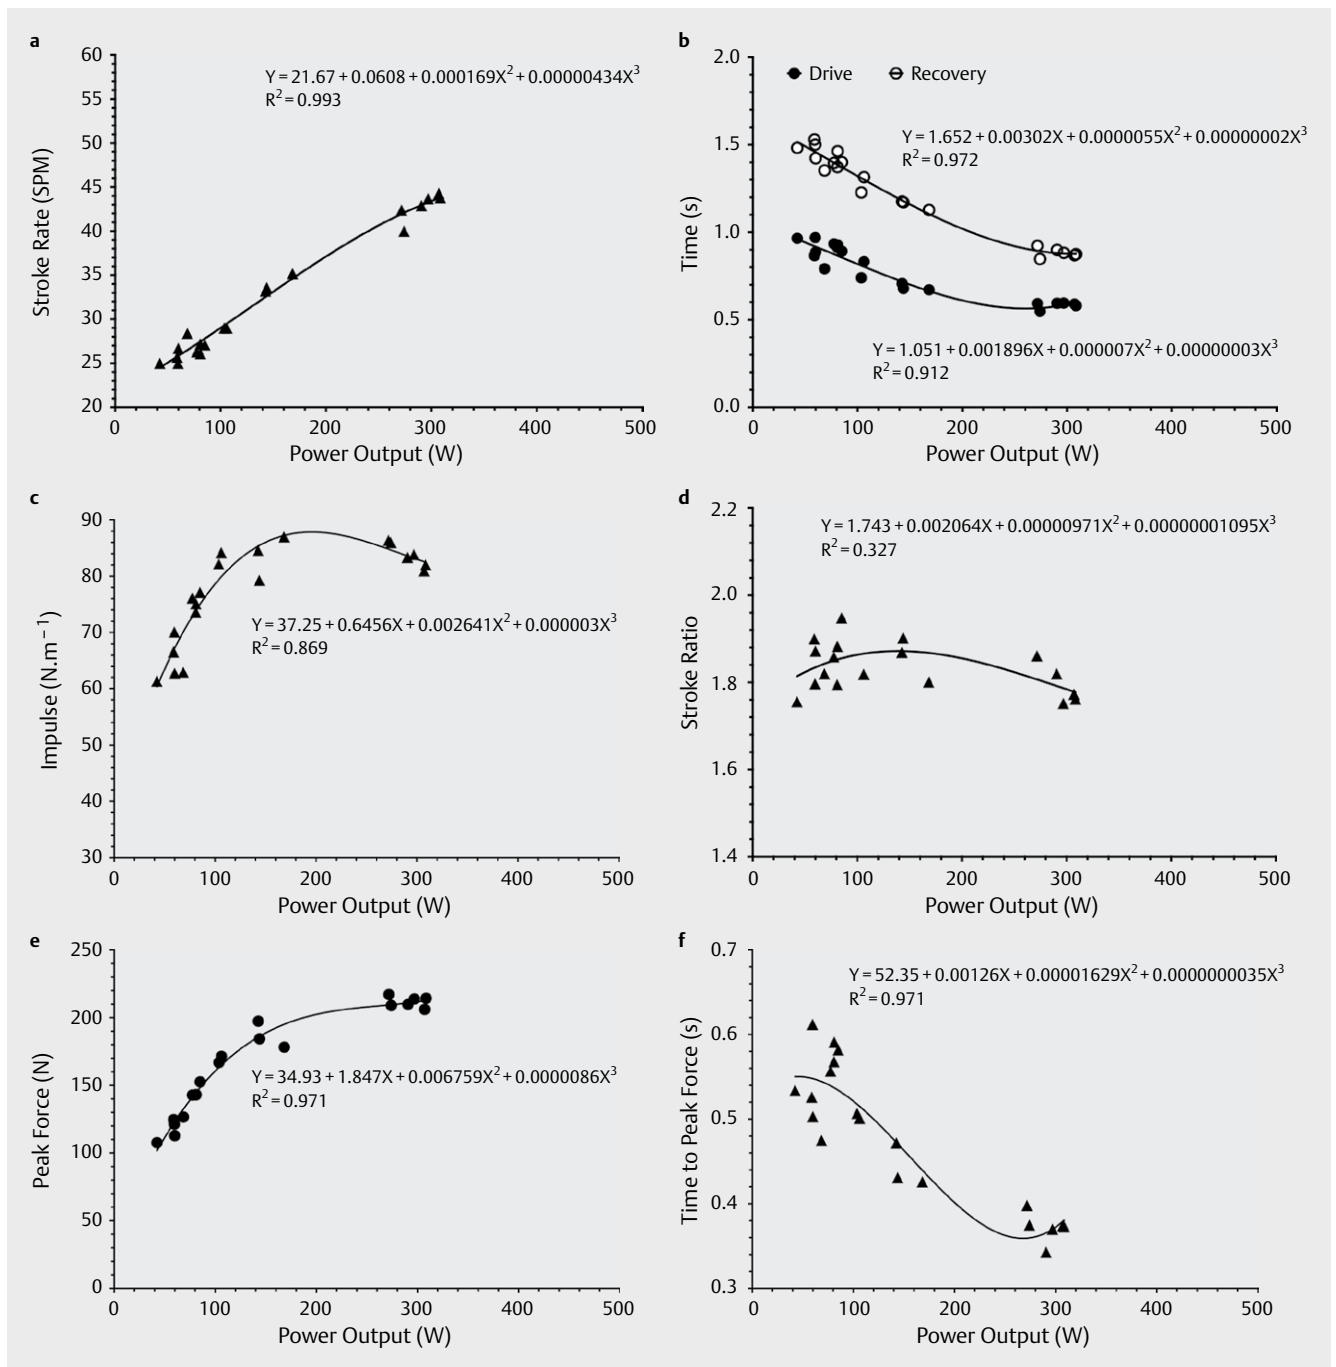 a
Y = 21.67 + 0.0608 + 0.000169X² + 0.00000434X³
R² = 0.993
60
55
50
45
40
35
30
25
20
Stroke Rate (SPM)
0 100 200 300 400 500
Power Output (W)
b
Drive Recovery
Y = 1.652 + 0.00302X + 0.0000055X² + 0.00000002X³
R² = 0.972
Y = 1.051 + 0.001896X + 0.000007X² + 0.00000003X³
R² = 0.912
2.0
1.5
1.0
0.5
0.0
Time (s)
0 100 200 300 400 500
Power Output (W)
c
90
80
70
60
50
40
30
Impulse (N.m⁻¹)
Y = 37.25 + 0.6456X + 0.002641X² + 0.000003X³
R² = 0.869
0 100 200 300 400 500
Power Output (W)
d
Y = 1.743 + 0.002064X + 0.00000971X² + 0.00000001095X³
R² = 0.327
2.2
2.0
1.8
1.6
1.4
Stroke Ratio
0 100 200 300 400 500
Power Output (W)
e
250
200
150
100
50
0
Peak Force (N)
Y = 34.93 + 1.847X + 0.006759X² + 0.0000086X³
R² = 0.971
0 100 200 300 400 500
Power Output (W)
f
Y = 52.35 + 0.00126X + 0.00001629X² + 0.0000000035X³
R² = 0.971
0.7
0.6
0.5
0.4
0.3
Time to Peak Force (s)
0 100 200 300 400 500
Power Output (W)